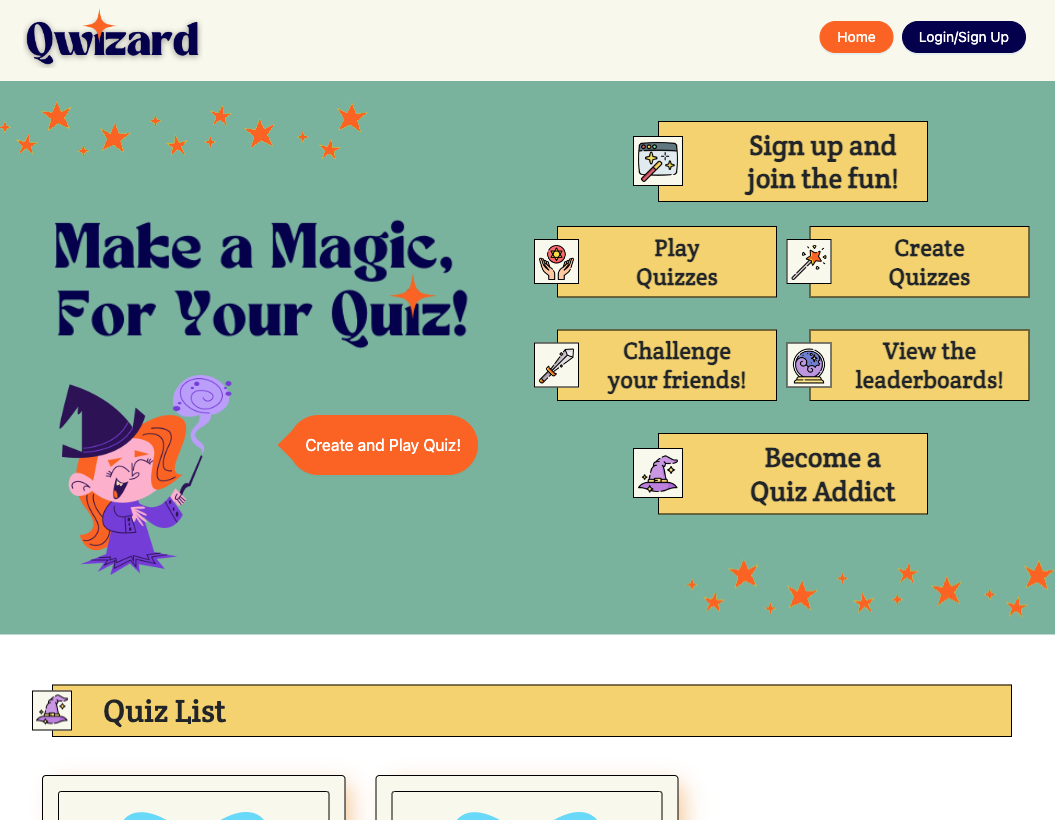 Qwizard
Home
Login/Sign Up
Make a Magic,
For Your Quiz!
Create and Play Quiz!
Sign up and
join the fun!
Play
Quizzes
Create
Quizzes
Challenge
your friends!
View the
leaderboards!
Become a
Quiz Addict
Quiz List